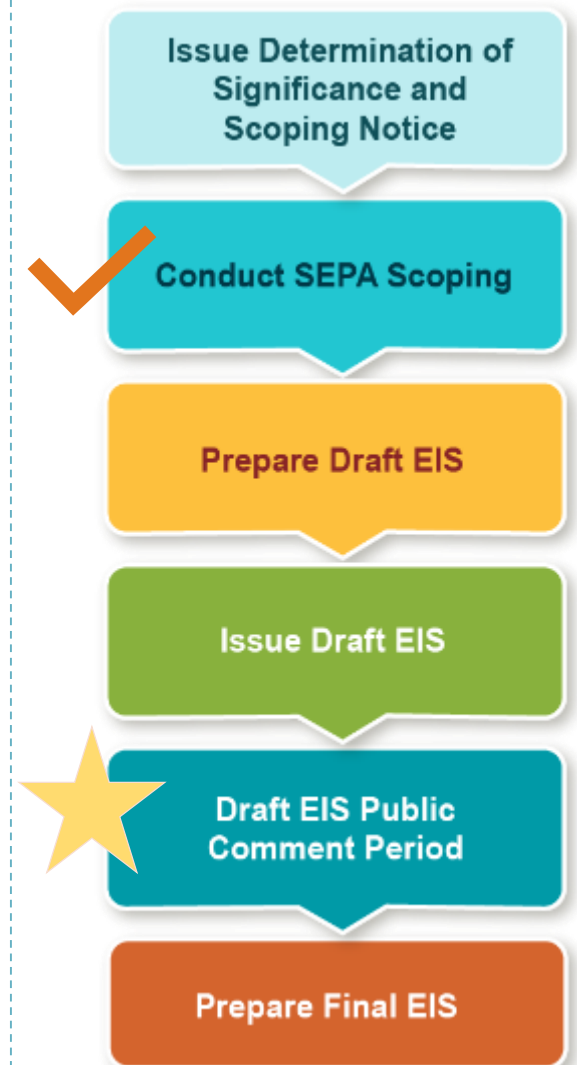 Issue Determination of
Significance and
Scoping Notice
Conduct SEPA Scoping
Prepare Draft EIS
Issue Draft EIS
Draft EIS Public
Comment Period
Prepare Final EIS